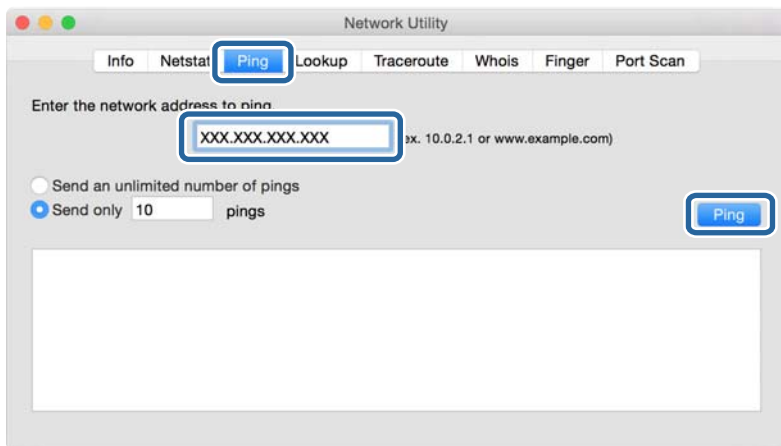 Network Utility
Info Netstat Ping Lookup Traceroute Whois Finger Port Scan
Enter the network address to ping
XXX.XXX.XXX.XXX ex. 10.0.2.1 or www.example.com)
Send an unlimited number of pings
Send only 10 pings
Ping